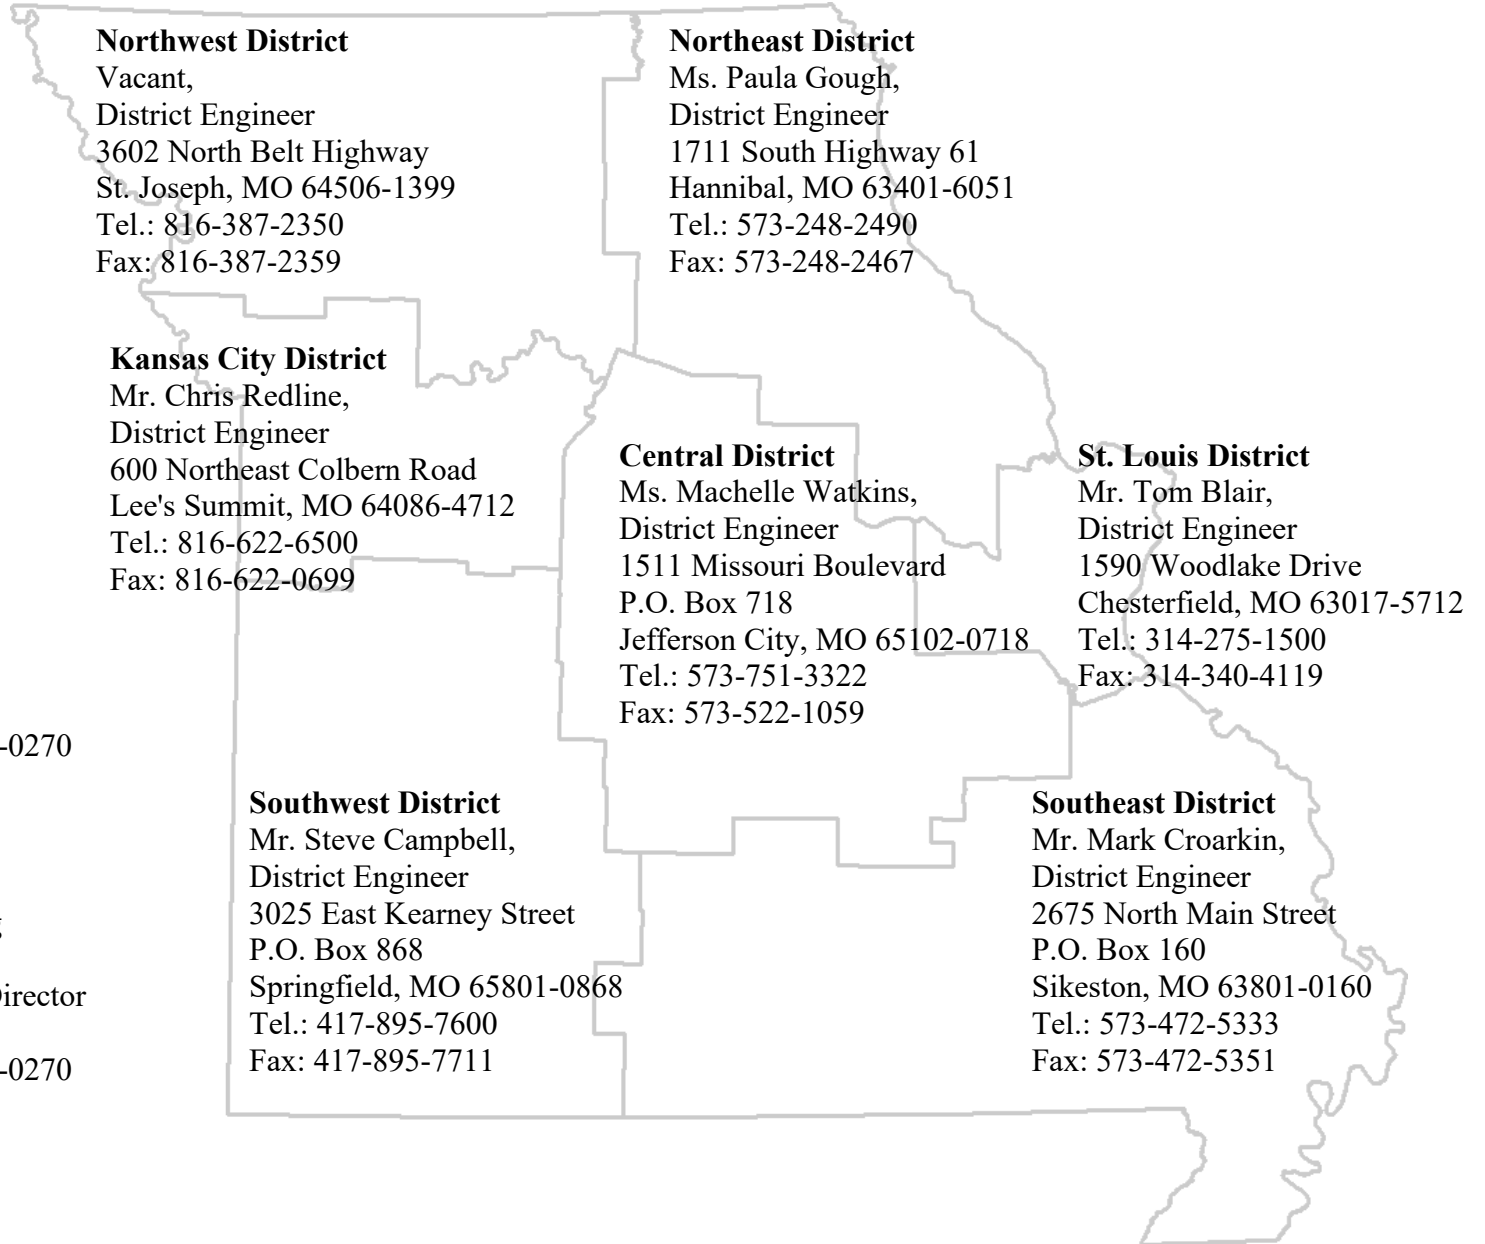 Northwest District
Vacant,
District Engineer
3602 North Belt Highway
St. Joseph, MO 64506-1399
Tel.: 816-387-2350
Fax: 816-387-2359
Northeast District
Ms. Paula Gough,
District Engineer
1711 South Highway 61
Hannibal, MO 63401-6051
Tel.: 573-248-2490
Fax: 573-248-2467
Kansas City District
Mr. Chris Redline,
District Engineer
600 Northeast Colbern Road
Lee's Summit, MO 64086-4712
Tel.: 816-622-6500
Fax: 816-622-0699
Central District
Ms. Machelle Watkins,
District Engineer
1511 Missouri Boulevard
P.O. Box 718
Jefferson City, MO 65102-0718
Tel.: 573-751-3322
Fax: 573-522-1059
St. Louis District
Mr. Tom Blair,
District Engineer
1590 Woodlake Drive
Chesterfield, MO 63017-5712
Tel.: 314-275-1500
Fax: 314-340-4119
-0270
Southwest District
Mr. Steve Campbell,
District Engineer
3025 East Kearney Street
P.O. Box 868
Springfield, MO 65801-0868
Tel.: 417-895-7600
Fax: 417-895-7711
Southeast District
Mr. Mark Croarkin,
District Engineer
2675 North Main Street
P.O. Box 160
Sikeston, MO 63801-0160
Tel.: 573-472-5333
Fax: 573-472-5351
Director
-0270